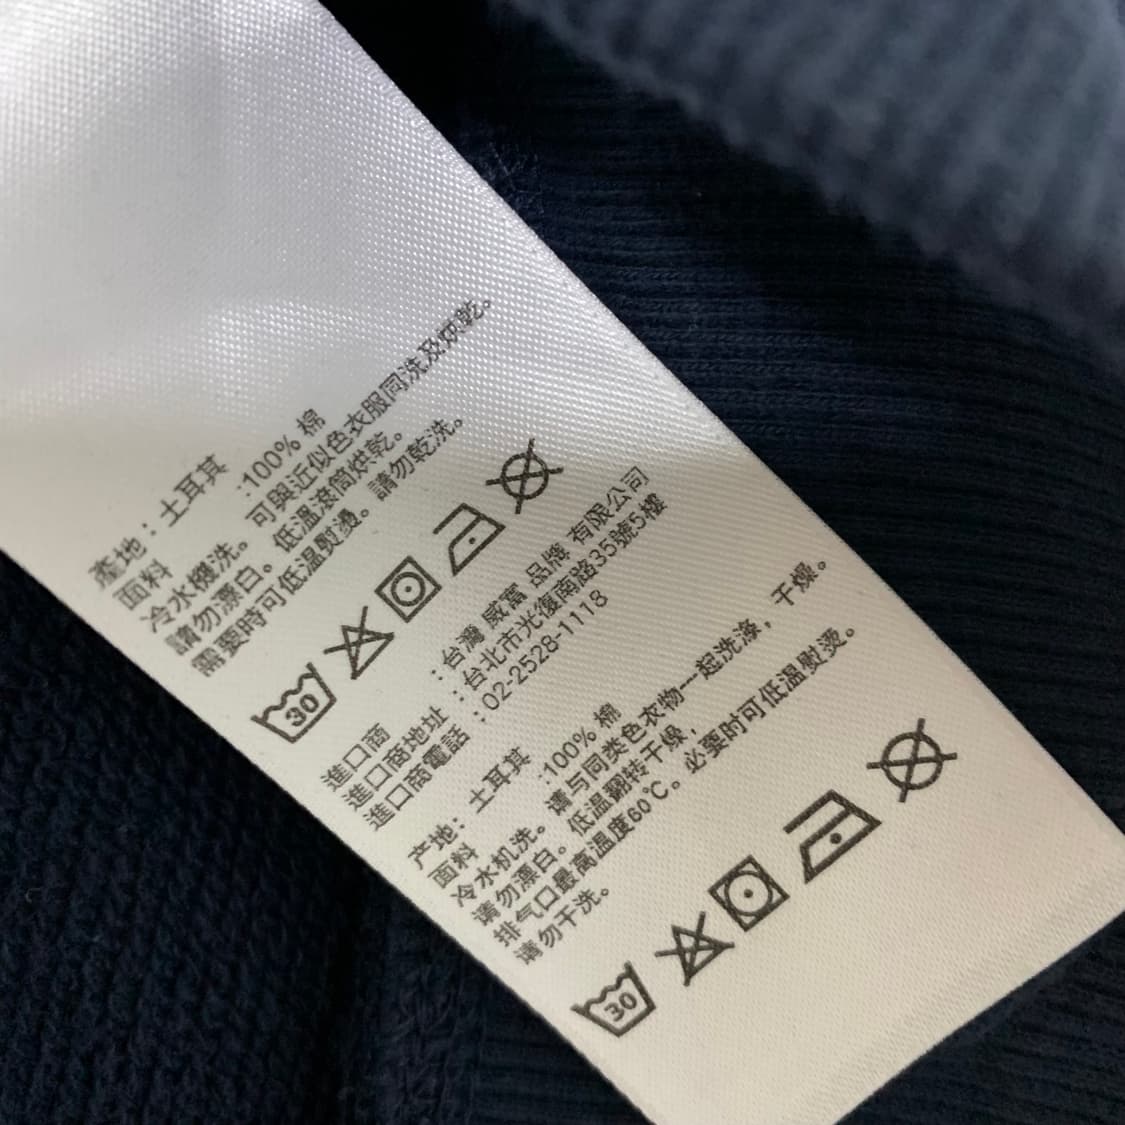 產地：土耳其
面料 :100% 棉
冷水機洗。 可與近似色衣服同洗及烘乾。
請勿漂白。低溫滾筒烘乾。
需要時可低溫熨燙。 請勿乾洗。
30
進口商 :台灣 威富 品牌 有限公司
進口商地址 :台北市光復南路35號5樓
進口商電話 :02-2528-1118
产地: 土耳其
面料 :100% 棉
冷水机洗。请与同类色衣物一起洗涤，干燥。
请勿漂白。低温翻转干燥，
排气口最高温度60℃。必要时可低温熨烫。
请勿干洗。
30